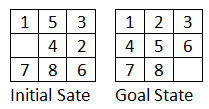 1 5 3 1 2 3
4 2 4 5 6
7 8 6 7 8
Initial Sate Goal State